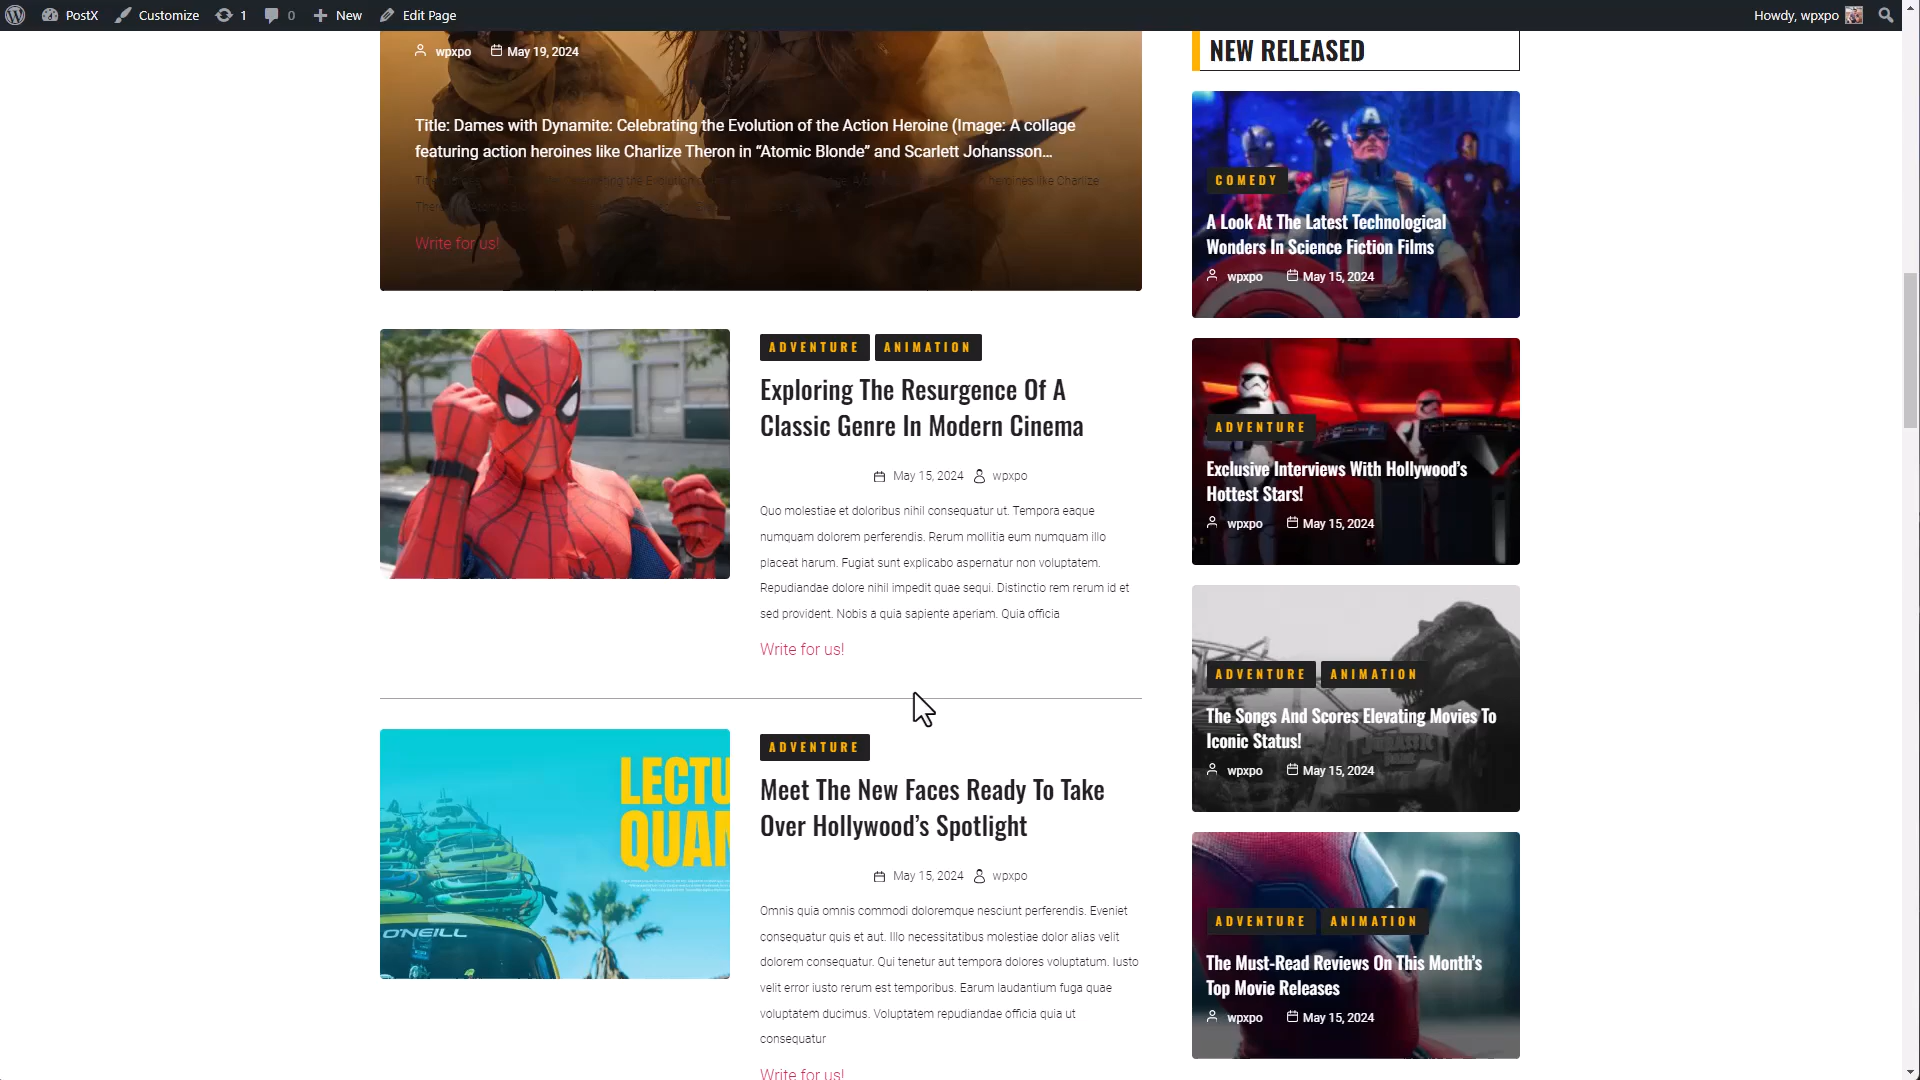 PostX Customize 1 0 New Edit Page Howdy, wpxpo
wpxpo May 19, 2024
Title: Dames with Dynamite: Celebrating the Evolution of the Action Heroine (Image: A collage
featuring action heroines like Charlize Theron in “Atomic Blonde” and Scarlett Johansson...
Write for us!
ADVENTURE ANIMATION
Exploring The Resurgence Of A
Classic Genre In Modern Cinema
May 15, 2024 wpxpo
Quo molestiae et doloribus nihil consequatur ut. Tempora eaque
numquam dolorem perferendis. Rerum mollitia eum numquam illo
placeat harum. Fugiat sunt explicabo aspernatur non voluptatem.
Repudiandae dolore nihil impedit quae sequi. Distinctio rem rerum id et
sed provident. Nobis a quia sapiente aperiam. Quia officia
Write for us!
LECTU
QUAN
O'NEILL
ADVENTURE
Meet The New Faces Ready To Take
Over Hollywood’s Spotlight
May 15, 2024 wpxpo
Omnis quia omnis commodi doloremque nesciunt perferendis. Eveniet
consequatur quis et aut. Illo necessitatibus molestiae dolor alias velit
dolorem consequatur. Qui tenetur aut tempora dolores voluptatum. Iusto
velit error iusto rerum est temporibus. Earum laudantium fuga quae
voluptatem ducimus. Voluptatem repudiandae officia quia ut
consequatur
Write for us!
NEW RELEASED
COMEDY
A Look At The Latest Technological
Wonders In Science Fiction Films
wpxpo May 15, 2024
ADVENTURE
Exclusive Interviews With Hollywood’s
Hottest Stars!
wpxpo May 15, 2024
ADVENTURE ANIMATION
The Songs And Scores Elevating Movies To
Iconic Status!
wpxpo May 15, 2024
ADVENTURE ANIMATION
The Must-Read Reviews On This Month’s
Top Movie Releases
wpxpo May 15, 2024